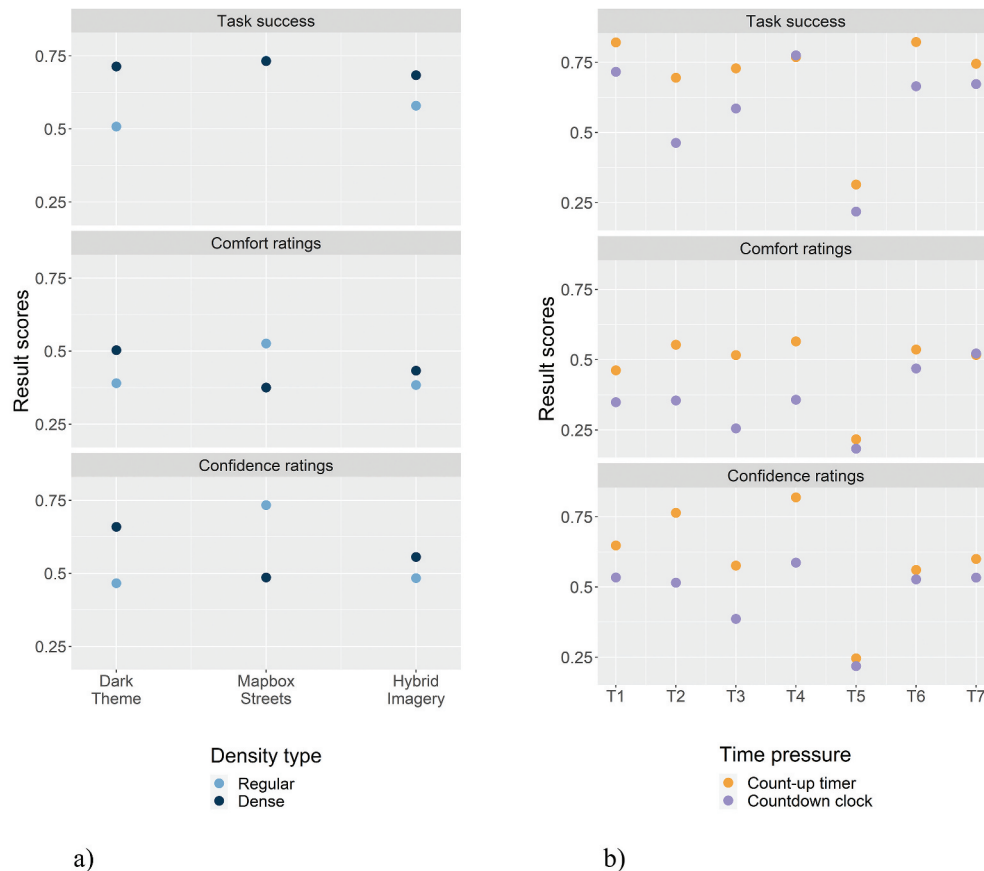 Task success
0.75
0.5
0.25
Comfort ratings
0.75
0.5
0.25
Result scores
Confidence ratings
0.75
0.5
0.25
Dark
Theme
Mapbox
Streets
Hybrid
Imagery
Density type
Regular
Dense
a)
Task success
0.75
0.5
0.25
Comfort ratings
0.75
0.5
0.25
Result scores
Confidence ratings
0.75
0.5
0.25
T1 T2 T3 T4 T5 T6 T7
Time pressure
Count-up timer
Countdown clock
b)